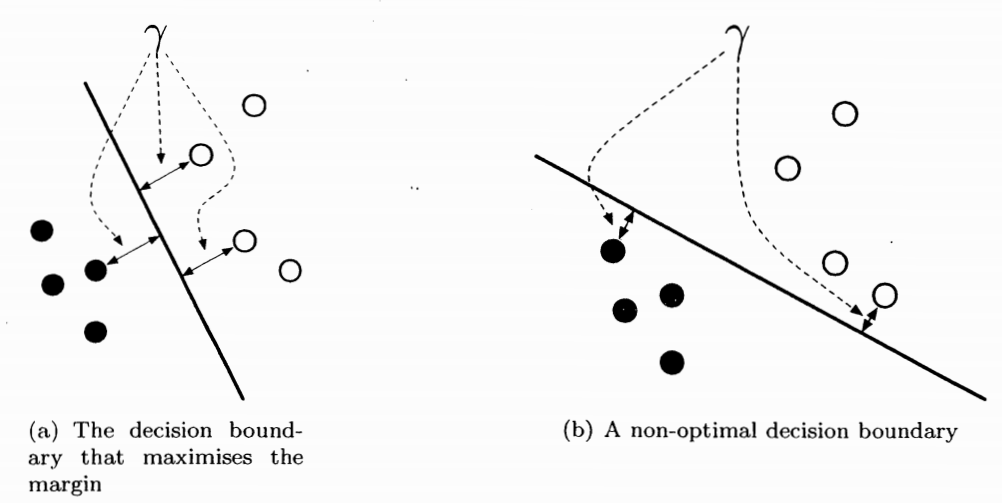 γ
γ
(a) The decision bound-
ary that maximises the
margin
(b) A non-optimal decision boundary